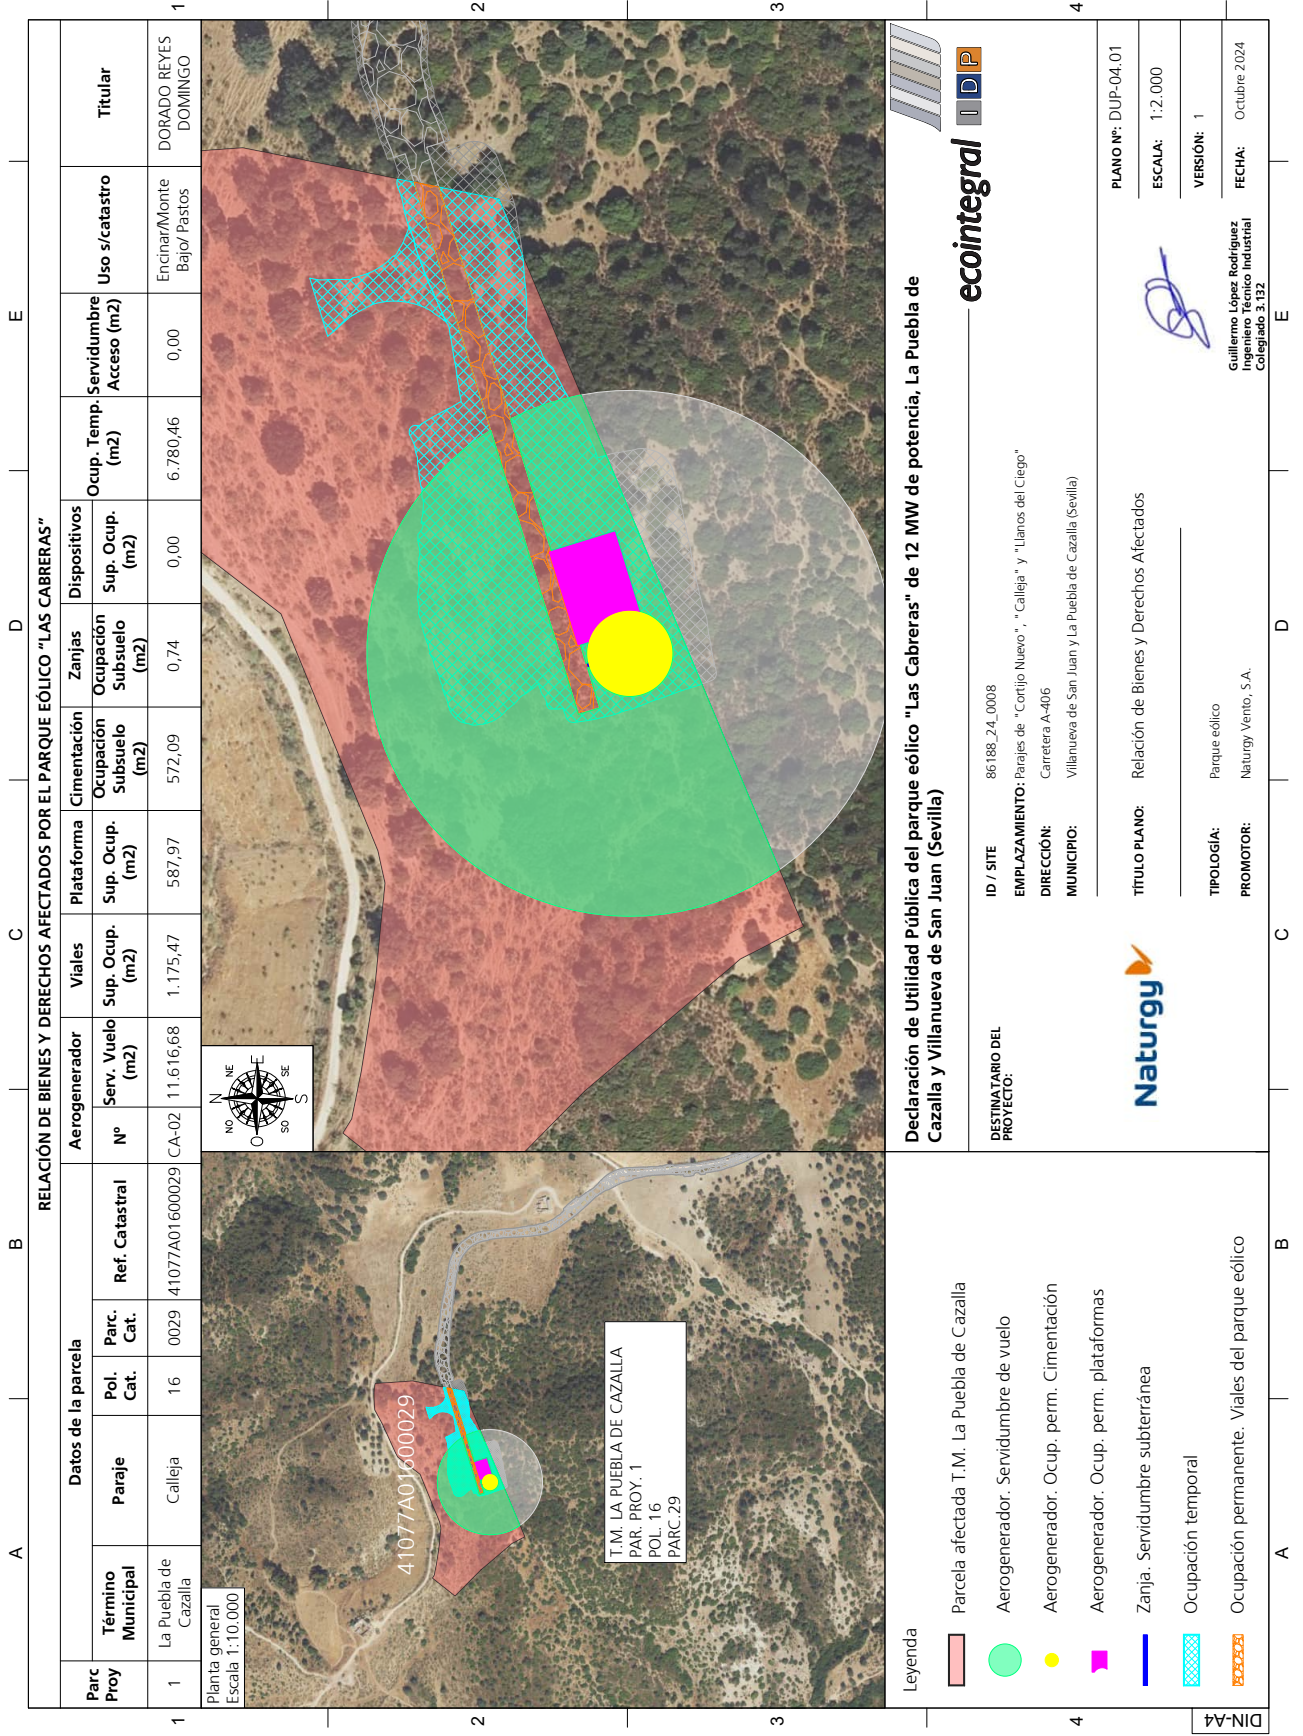 RELACIÓN DE BIENES Y DERECHOS AFECTADOS POR EL PARQUE EÓLICO "LAS CABRERAS"
Parc
Proy
Datos de la parcela
Término
Municipal
Paraje
Pol.
Cat.
Parc.
Cat.
Ref. Catastral
Aerogenerador
Nº
Serv. Vuelo
(m2)
Viales
Sup. Ocup.
(m2)
Plataforma
Sup. Ocup.
(m2)
Cimentación
Ocupación
Subsuelo
(m2)
Zanjas
Ocupación
Subsuelo
(m2)
Dispositivos
Sup. Ocup.
(m2)
Ocup. Temp.
(m2)
Servidumbre
Acceso (m2)
Uso s/catastro
Titular
1
La Puebla de
Cazalla
Calleja
16
0029
41077A01600029
CA-02
11.616,68
1.175,47
587,97
572,09
0,74
0,00
6.780,46
0,00
Encinar/Monte
Bajo/ Pastos
DORADO REYES
DOMINGO
Planta general
Escala 1:10.000
41077A01600029
T.M. LA PUEBLA DE CAZALLA
PAR. PROY. 1
POL. 16
PARC.29
N
NE
E
SE
S
SO
O
NO
Leyenda
Parcela afectada T.M. La Puebla de Cazalla
Aerogenerador. Servidumbre de vuelo
Aerogenerador. Ocup. perm. Cimentación
Aerogenerador. Ocup. perm. plataformas
Zanja. Servidumbre subterránea
Ocupación temporal
Ocupación permanente. Viales del parque eólico
Declaración de Utilidad Pública del parque eólico "Las Cabreras" de 12 MW de potencia, La Puebla de
Cazalla y Villanueva de San Juan (Sevilla)
DESTINATARIO DEL
PROYECTO:
Naturgy
ID / SITE 86188_24_0008
EMPLAZAMIENTO: Parajes de "Cortijo Nuevo", "Calleja" y "Llanos del Ciego"
DIRECCIÓN: Carretera A-406
MUNICIPIO: Villanueva de San Juan y La Puebla de Cazalla (Sevilla)
TÍTULO PLANO: Relación de Bienes y Derechos Afectados
TIPOLOGÍA: Parque eólico
PROMOTOR: Naturgy Vento, S.A.
ecointegral
IDP
PLANO Nº: DUP-04.01
ESCALA: 1:2.000
VERSIÓN: 1
FECHA: Octubre 2024
Guillermo López Rodríguez
Ingeniero Técnico Industrial
Colegiado 3.132
A
B
C
D
E
A
B
C
D
E
1
2
3
4
1
2
3
4
DIN-A4